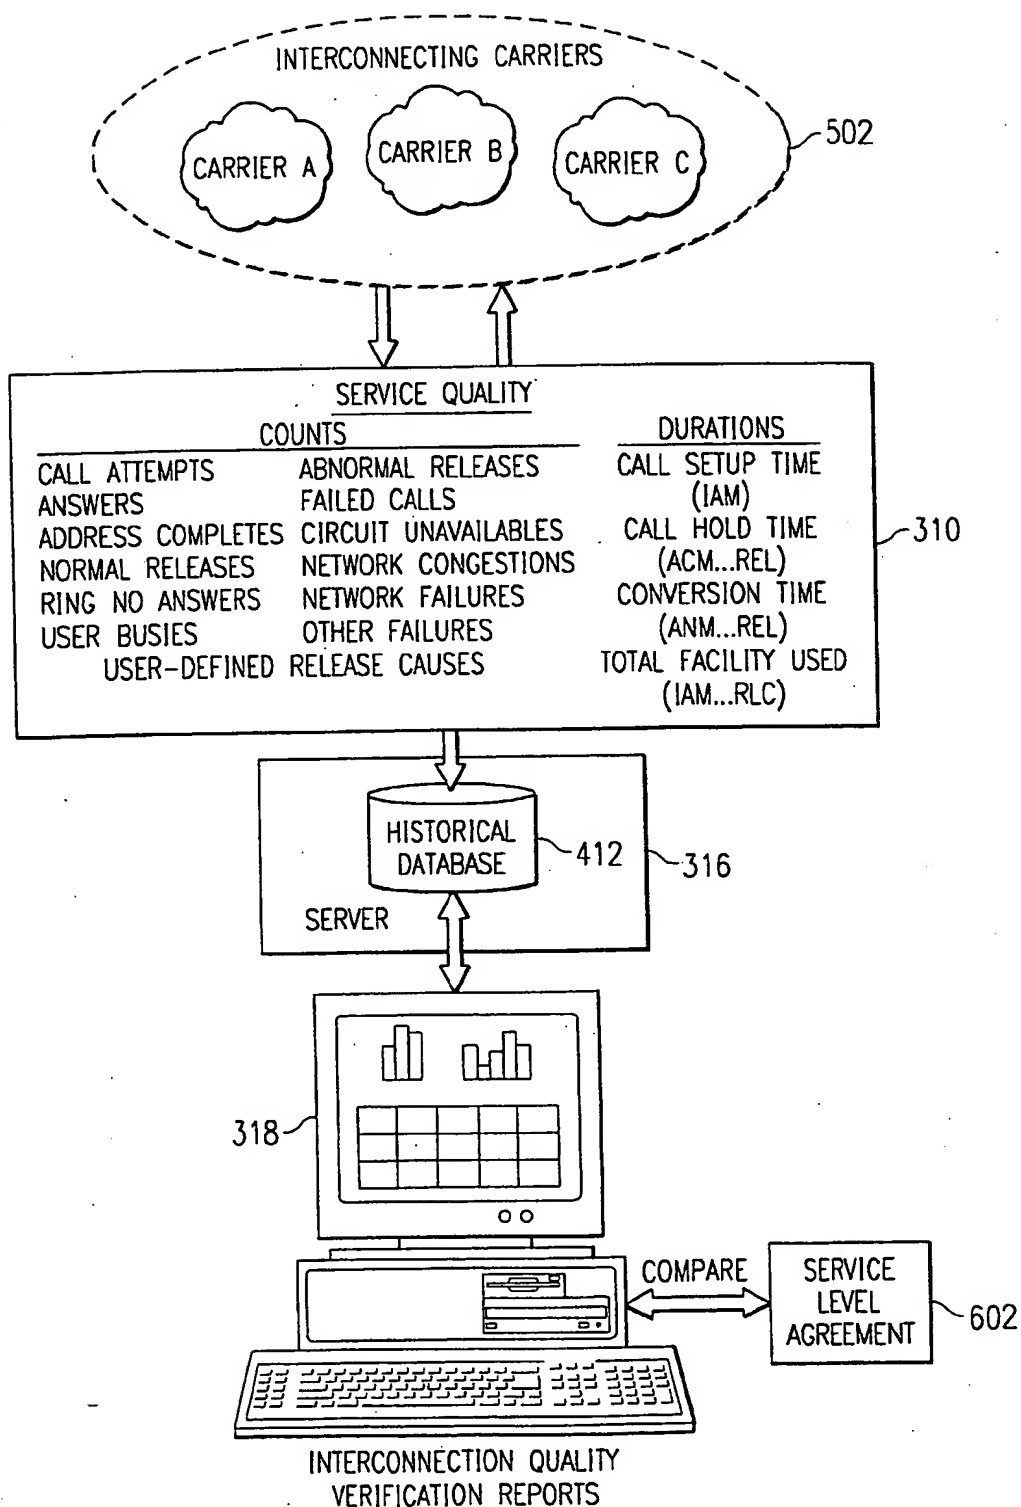 INTERCONNECTING CARRIERS
CARRIER A
CARRIER B
CARRIER C
502
SERVICE QUALITY
COUNTS
CALL ATTEMPTS
ANSWERS
ADDRESS COMPLETES
NORMAL RELEASES
RING NO ANSWERS
USER BUSIES
ABNORMAL RELEASES
FAILED CALLS
CIRCUIT UNAVAILABLES
NETWORK CONGESTIONS
NETWORK FAILURES
OTHER FAILURES
USER-DEFINED RELEASE CAUSES
DURATIONS
CALL SETUP TIME
(IAM)
CALL HOLD TIME
(ACM...REL)
CONVERSION TIME
(ANM...REL)
TOTAL FACILITY USED
(IAM...RLC)
310
HISTORICAL
DATABASE
412
316
SERVER
318
COMPARE
SERVICE
LEVEL
AGREEMENT
602
INTERCONNECTION QUALITY
VERIFICATION REPORTS